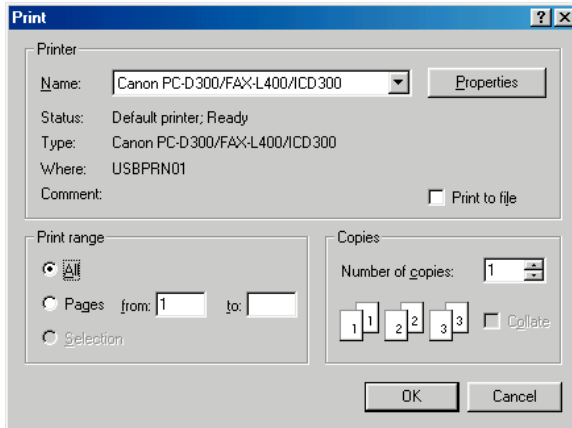 Print
Printer
Name: Canon PC-D300/FAX-L400/ICD300 Properties
Status: Default printer; Ready
Type: Canon PC-D300/FAX-L400/ICD300
Where: USBPRN01
Comment: Print to file
Print range
All
Pages from: 1 to:
Selection
Copies
Number of copies: 1
1 1 2 2 3 3 Collate
OK Cancel